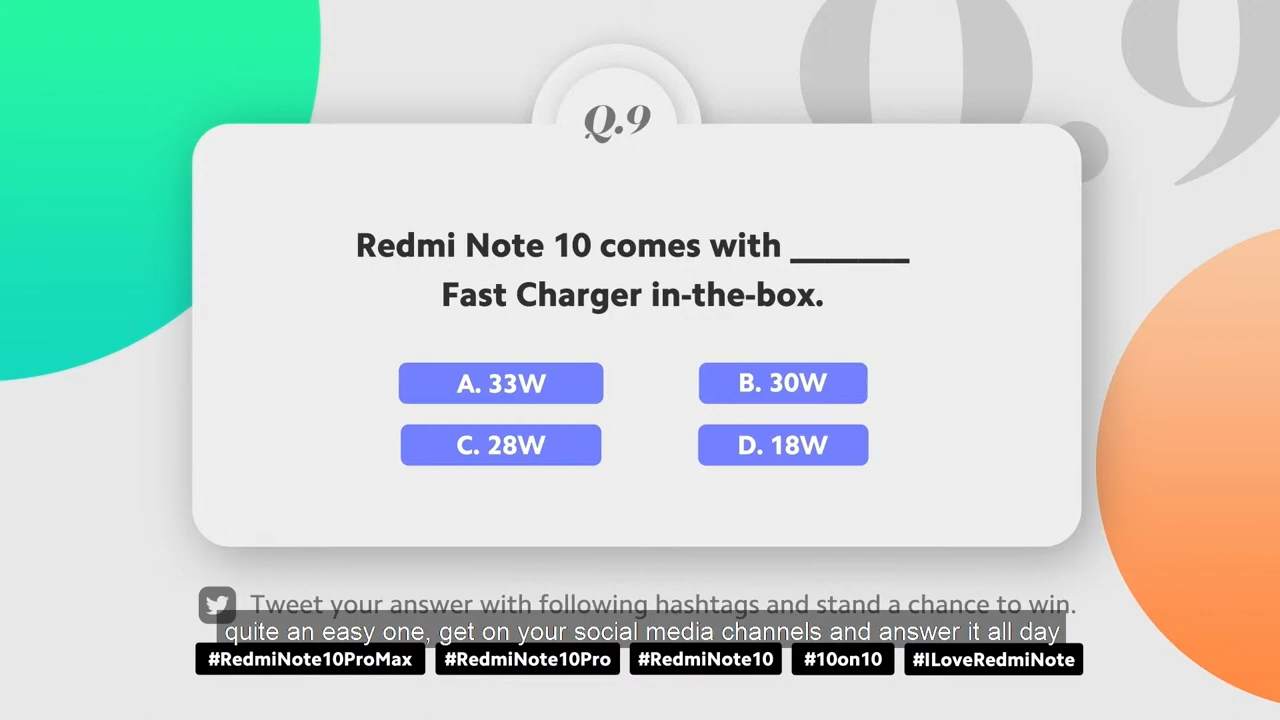 Q.9
Q.9
Redmi Note 10 comes with _______
Fast Charger in-the-box.
A. 33W
B. 30W
C. 28W
D. 18W
Tweet your answer with following hashtags and stand a chance to win.
quite an easy one, get on your social media channels and answer it all day
#RedmiNote10ProMax #RedmiNote10Pro #RedmiNote10 #10on10 #ILoveRedmiNote